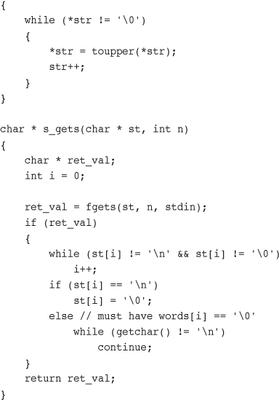 {
    while (*str != '\0')
    {
        *str = toupper(*str);
        str++;
    }
}

char * s_gets(char * st, int n)
{
    char * ret_val;
    int i = 0;

    ret_val = fgets(st, n, stdin);
    if (ret_val)
    {
        while (st[i] != '\n' && st[i] != '\0')
            i++;
        if (st[i] == '\n')
            st[i] = '\0';
        else // must have words[i] == '\0'
            while (getchar() != '\n')
                continue;
    }
    return ret_val;
}